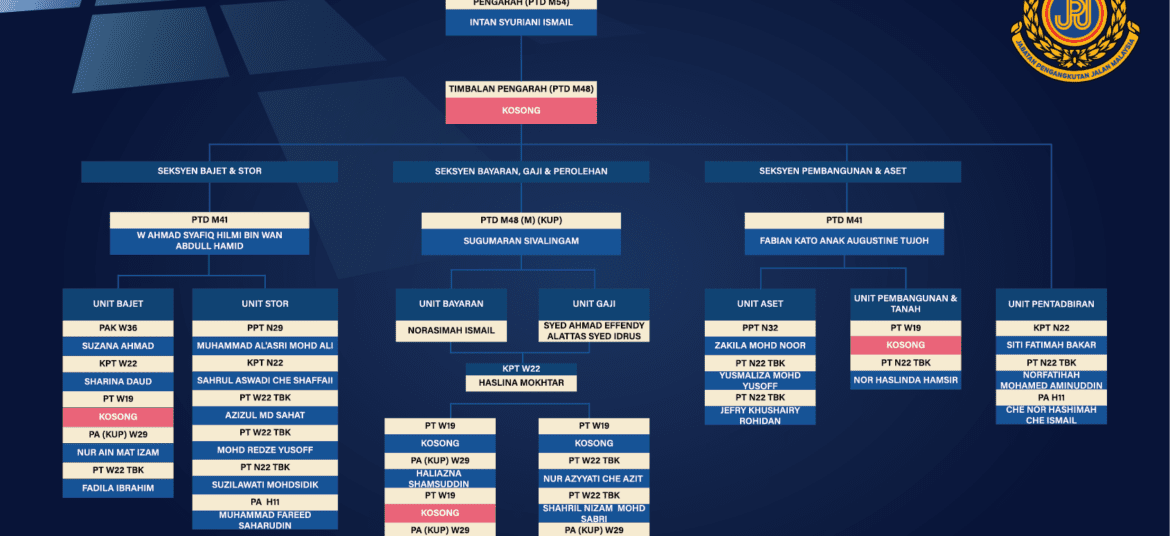 PENGARAH (PTD M54)
INTAN SYURIANI ISMAIL
JPJ
JABATAN PENGANGKUTAN JALAN MALAYSIA
TIMBALAN PENGARAH (PTD M48)
KOSONG
SEKSYEN BAJET & STOR
PTD M41
W AHMAD SYAFIQ HILMI BIN WAN
ABDULL HAMID
UNIT BAJET
PAK W36
SUZANA AHMAD
KPT W22
SHARINA DAUD
PT W19
KOSONG
PA (KUP) W29
NUR AIN MAT IZAM
PT W22 TBK
FADILA IBRAHIM
UNIT STOR
PPT N29
MUHAMMAD AL'ASRI MOHD ALI
KPT N22
SAHRUL ASWADI CHE SHAFFAII
PT W22 TBK
AZIZUL MD SAHAT
PT W22 TBK
MOHD REDZE YUSOFF
PT N22 TBK
SUZILAWATI MOHDSIDIK
PA H11
MUHAMMAD FAREED
SAHARUDIN
SEKSYEN BAYARAN, GAJI & PEROLEHAN
PTD M48 (M) (KUP)
SUGUMARAN SIVALINGAM
UNIT BAYARAN
NORASIMAH ISMAIL
UNIT GAJI
SYED AHMAD EFFENDY
ALATTAS SYED IDRUS
KPT W22
HASLINA MOKHTAR
PT W19
KOSONG
PA (KUP) W29
HALIAZNA
SHAMSUDDIN
PT W19
KOSONG
PA (KUP) W29
PT W19
KOSONG
PT W22 TBK
NUR AZYYATI CHE AZIT
PT W22 TBK
SHAHRIL NIZAM MOHD
SABRI
PA (KUP) W29
SEKSYEN PEMBANGUNAN & ASET
PTD M41
FABIAN KATO ANAK AUGUSTINE TUJOH
UNIT ASET
PPT N32
ZAKILA MOHD NOOR
PT N22 TBK
YUSMALIZA MOHD
YUSOFF
PT N22 TBK
JEFRY KHUSHAIRY
ROHIDAN
UNIT PEMBANGUNAN &
TANAH
PT W19
KOSONG
PT N22 TBK
NOR HASLINDA HAMSIR
UNIT PENTADBIRAN
KPT N22
SITI FATIMAH BAKAR
PT N22 TBK
NORFATIHAH
MOHAMED AMINUDDIN
PA H11
CHE NOR HASHIMAH
CHE ISMAIL